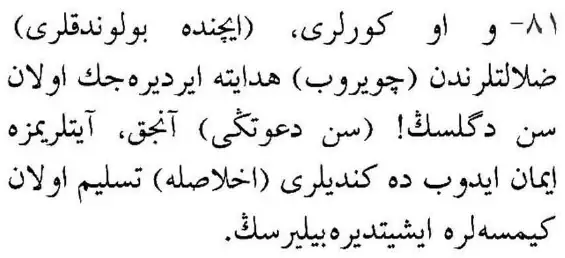 ٨١- و او كورلرى، (ايچنده بولوندقلرى)
ضلالتلرندن (چويروب) هدايته ايرديره‌جك اولان
سن دگلسڭ! (سن دعوتڭى) آنجق، آيتلريمزه
ايمان ايدوب ده كنديلرى (اخلاصله) تسليم اولان
كيمسه‌لره ايشيتديره‌بيليرسڭ.